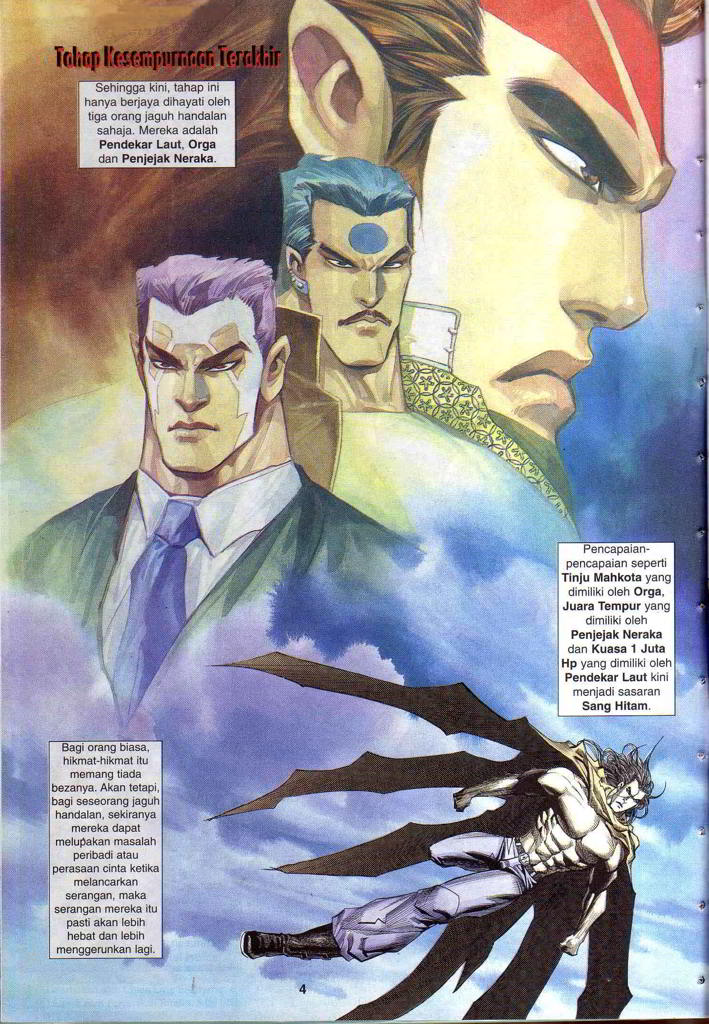 Tahap Kesempurnaan Terakhir
Sehingga kini, tahap ini
hanya berjaya dihayati oleh
tiga orang jaguh handalan
sahaja. Mereka adalah
Pendekar Laut, Orga
dan Penjejak Neraka.
Pencapaian-
pencapaian seperti
Tinju Mahkota yang
dimiliki oleh Orga,
Juara Tempur yang
dimiliki oleh
Penjejak Neraka
dan Kuasa 1 Juta
Hp yang dimiliki oleh
Pendekar Laut kini
menjadi sasaran
Sang Hitam.
Bagi orang biasa,
hikmat-hikmat itu
memang tiada
bezanya. Akan tetapi,
bagi seseorang jaguh
handalan, sekiranya
mereka dapat
melupakan masalah
peribadi atau
perasaan cinta ketika
melancarkan
serangan, maka
serangan mereka itu
pasti akan lebih
hebat dan lebih
menggerunkan lagi.
4